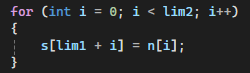 for (int i = 0; i < lim2; i++)
{
    s[lim1 + i] = n[i];
}